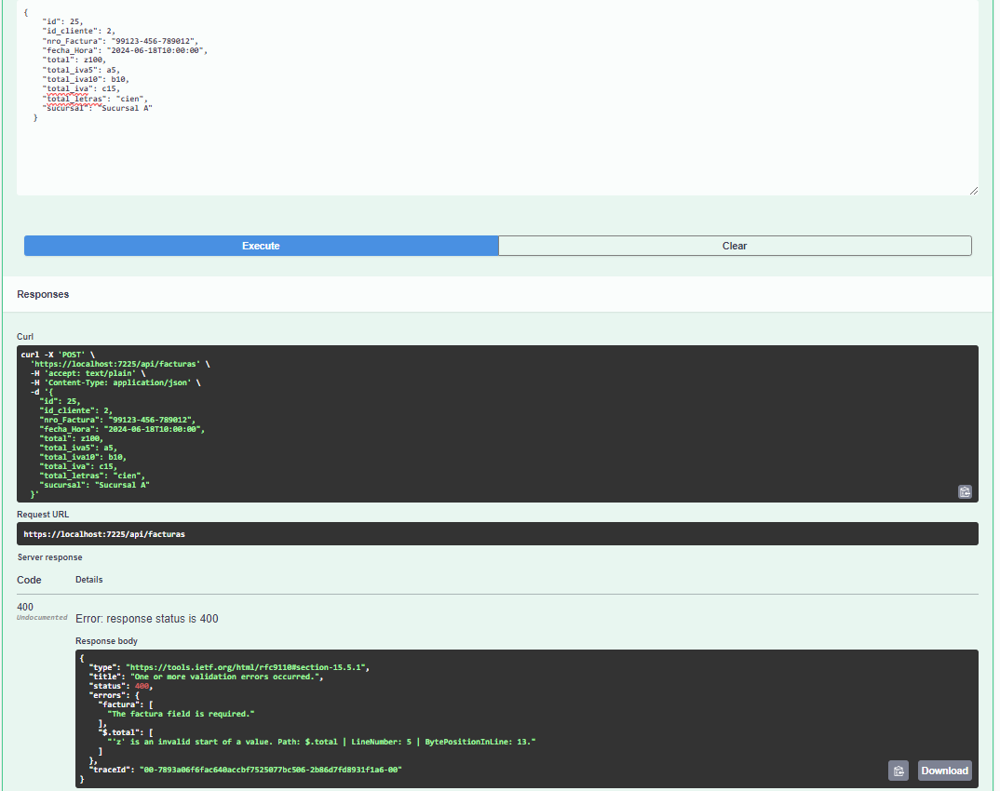 {
"id": 25,
"id_cliente": 2,
"nro_Factura": "99123-456-789012",
"fecha_Hora": "2024-06-18T10:00:00",
"total": z100,
"total_iva5": a5,
"total_iva10": b10,
"total_iva": c15,
"total_letras": "cien",
"sucursal": "Sucursal A"
}
Execute
Clear
Responses
Curl
curl -X 'POST' \
'https://localhost:7225/api/facturas' \
-H 'accept: text/plain' \
-H 'Content-Type: application/json' \
-d '{
"id": 25,
"id_cliente": 2,
"nro_Factura": "99123-456-789012",
"fecha_Hora": "2024-06-18T10:00:00",
"total": z100,
"total_iva5": a5,
"total_iva10": b10,
"total_iva": c15,
"total_letras": "cien",
"sucursal": "Sucursal A"
}'
Request URL
https://localhost:7225/api/facturas
Server response
Code Details
400
Undocumented
Error: response status is 400
Response body
{
"type": "https://tools.ietf.org/html/rfc9110#section-15.5.1",
"title": "One or more validation errors occurred.",
"status": 400,
"errors": {
"factura": [
"The factura field is required."
],
"$.total": [
"'z' is an invalid start of a value. Path: $.total | LineNumber: 5 | BytePositionInLine: 13."
]
},
"traceId": "00-7893a06f6fac640accbf7525077bc506-2b86d7fd8931f1a6-00"
}
Download